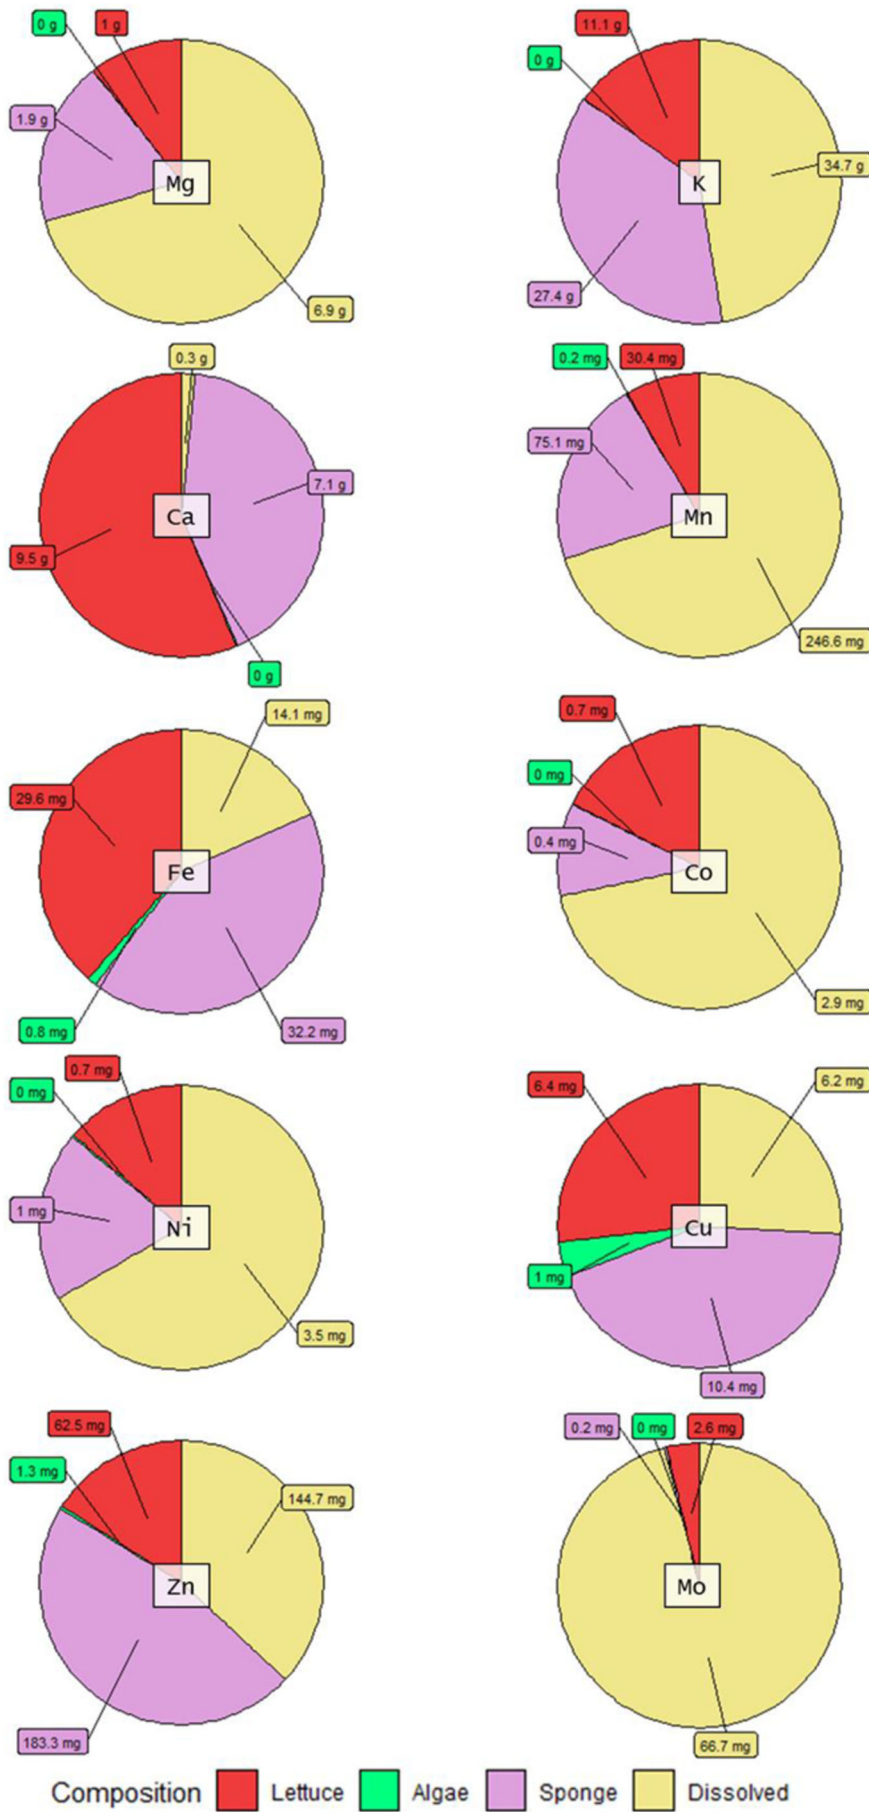 0 g
1 g
1.9 g
Mg
6.9 g
11.1 g
0 g
K
34.7 g
27.4 g
0.3 g
7.1 g
Ca
9.5 g
0 g
0.2 mg
30.4 mg
75.1 mg
Mn
246.6 mg
14.1 mg
29.6 mg
Fe
0.8 mg
32.2 mg
0.7 mg
0 mg
0.4 mg
Co
2.9 mg
0.7 mg
0 mg
1 mg
Ni
3.5 mg
6.4 mg
6.2 mg
Cu
1 mg
10.4 mg
62.5 mg
1.3 mg
144.7 mg
Zn
183.3 mg
0.2 mg
0 mg
2.6 mg
Mo
66.7 mg
Composition Lettuce Algae Sponge Dissolved